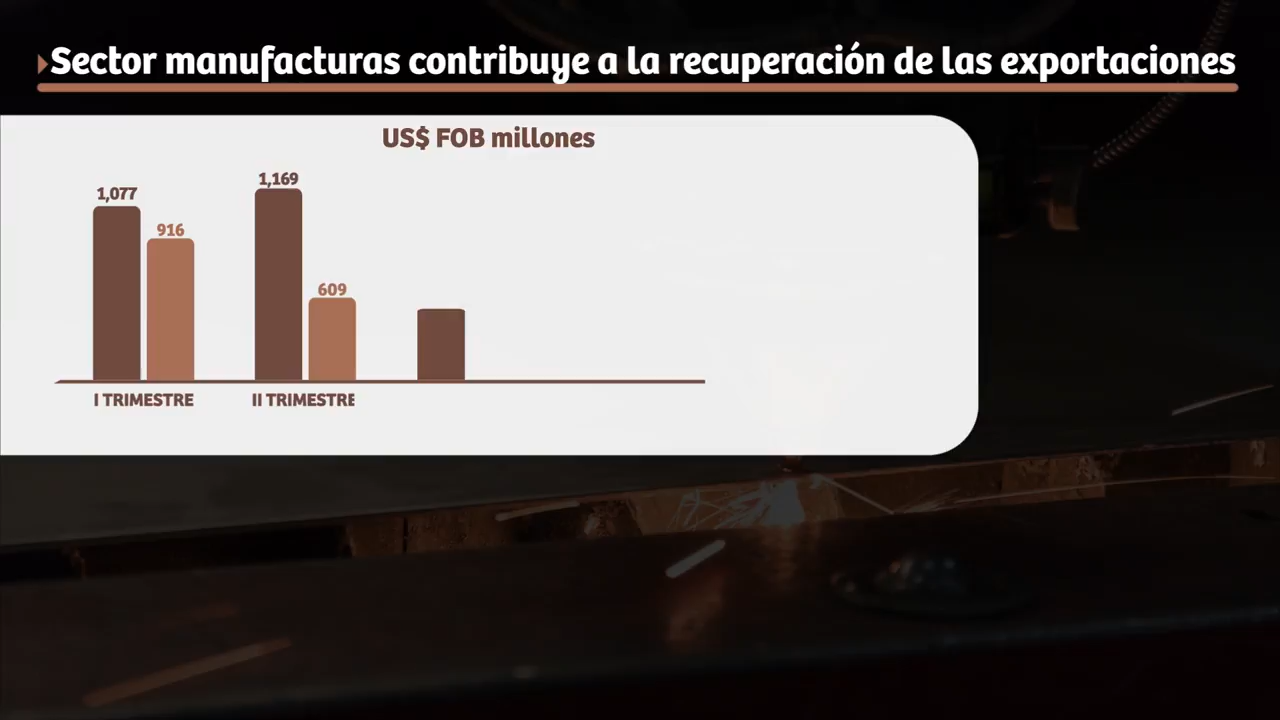 Sector manufacturas contribuye a la recuperación de las exportaciones
US$ FOB millones
1,077
916
1,169
609
I TRIMESTRE
II TRIMESTRE